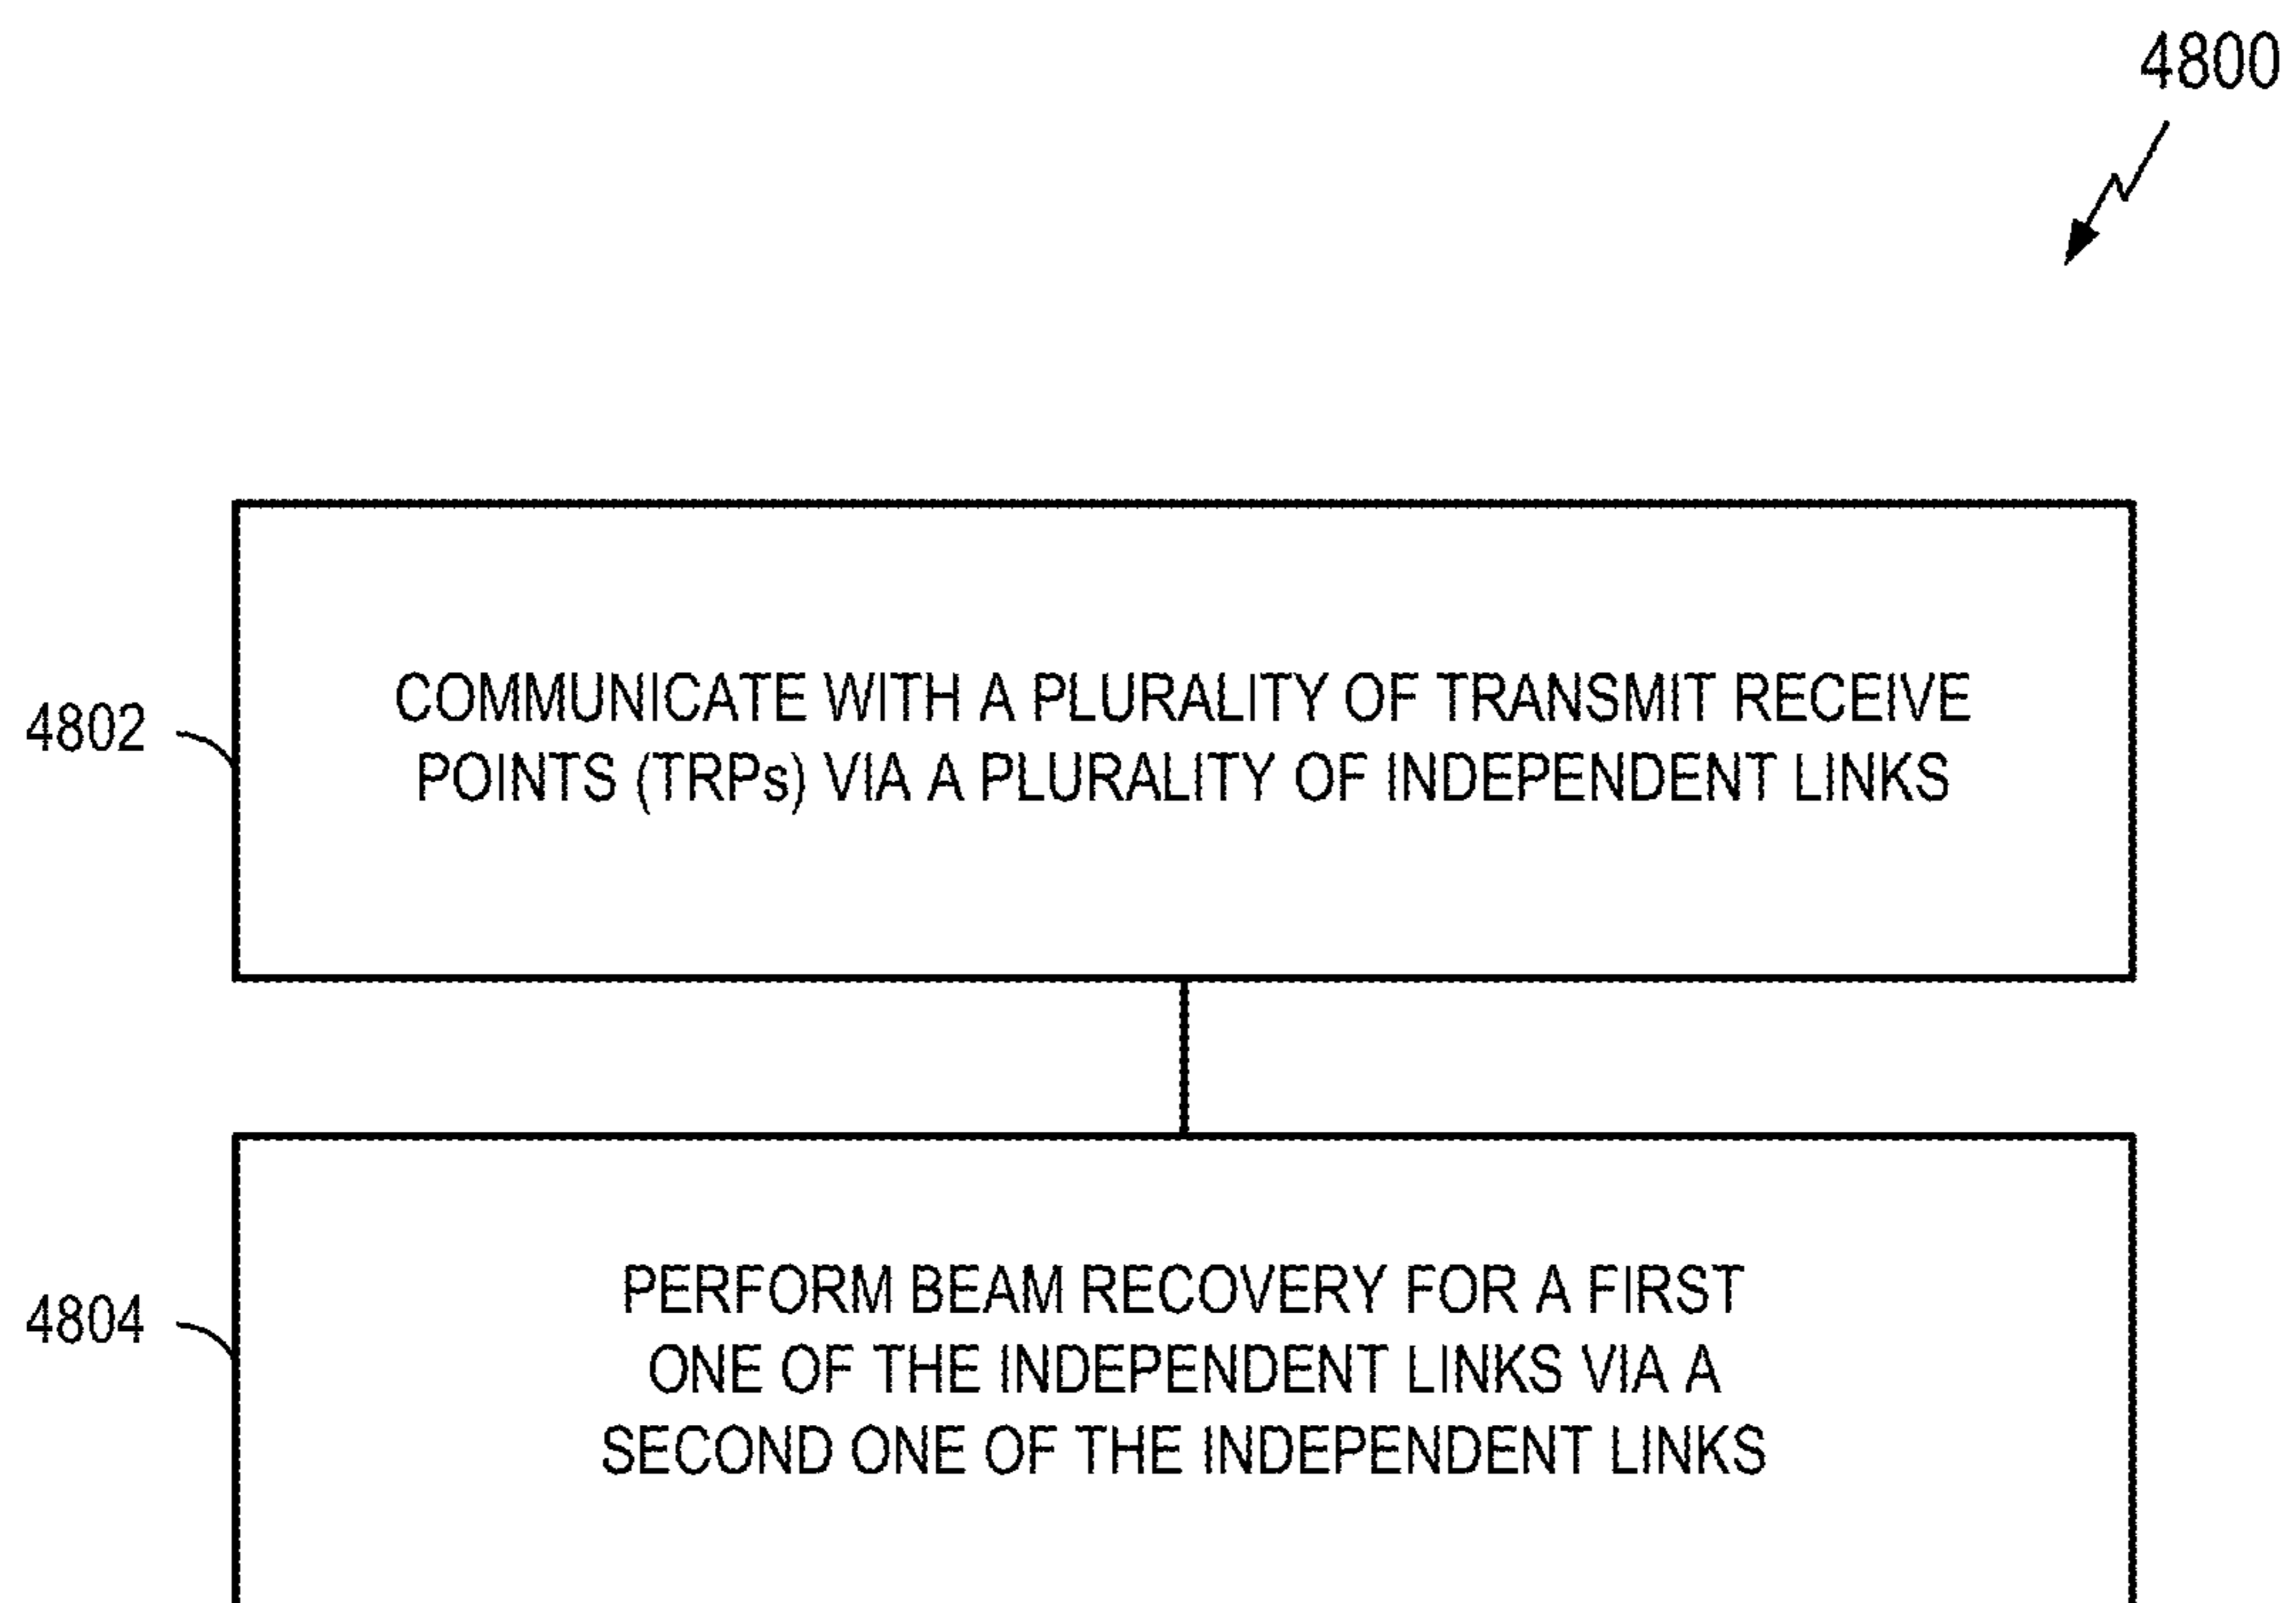 4800
4802
COMMUNICATE WITH A PLURALITY OF TRANSMIT RECEIVE
POINTS (TRPs) VIA A PLURALITY OF INDEPENDENT LINKS
4804
PERFORM BEAM RECOVERY FOR A FIRST
ONE OF THE INDEPENDENT LINKS VIA A
SECOND ONE OF THE INDEPENDENT LINKS